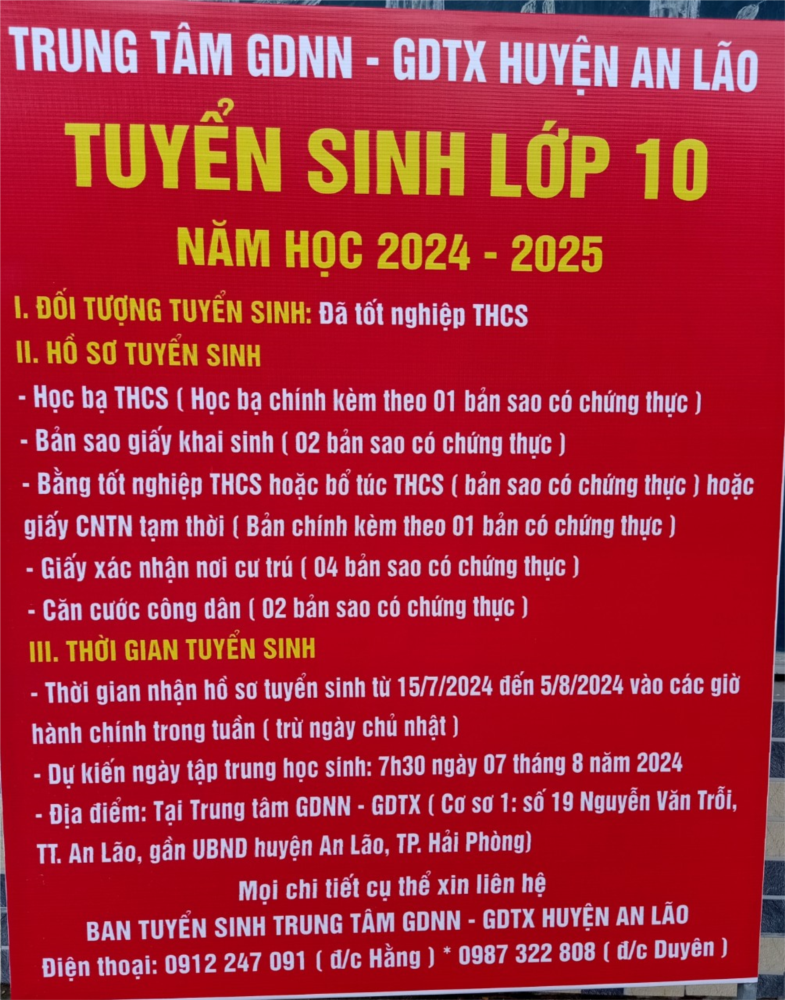 TRUNG TÂM GDNN - GDTX HUYỆN AN LÃO
TUYỂN SINH LỚP 10
NĂM HỌC 2024 - 2025
I. ĐỐI TƯỢNG TUYỂN SINH: Đã tốt nghiệp THCS
II. HỒ SƠ TUYỂN SINH
- Học bạ THCS ( Học bạ chính kèm theo 01 bản sao có chứng thực )
- Bản sao giấy khai sinh ( 02 bản sao có chứng thực )
- Bằng tốt nghiệp THCS hoặc bổ túc THCS ( bản sao có chứng thực ) hoặc
giấy CNTN tạm thời ( Bản chính kèm theo 01 bản có chứng thực )
- Giấy xác nhận nơi cư trú ( 04 bản sao có chứng thực )
- Căn cước công dân ( 02 bản sao có chứng thực )
III. THỜI GIAN TUYỂN SINH
- Thời gian nhận hồ sơ tuyển sinh từ 15/7/2024 đến 5/8/2024 vào các giờ
hành chính trong tuần ( trừ ngày chủ nhật )
- Dự kiến ngày tập trung học sinh: 7h30 ngày 07 tháng 8 năm 2024
- Địa điểm: Tại Trung tâm GDNN - GDTX ( Cơ sơ 1: số 19 Nguyễn Văn Trỗi,
TT. An Lão, gần UBND huyện An Lão, TP. Hải Phòng)
Mọi chi tiết cụ thể xin liên hệ
BAN TUYỂN SINH TRUNG TÂM GDNN - GDTX HUYỆN AN LÃO
Điện thoại: 0912 247 091 ( đ/c Hằng ) * 0987 322 808 ( đ/c Duyên )